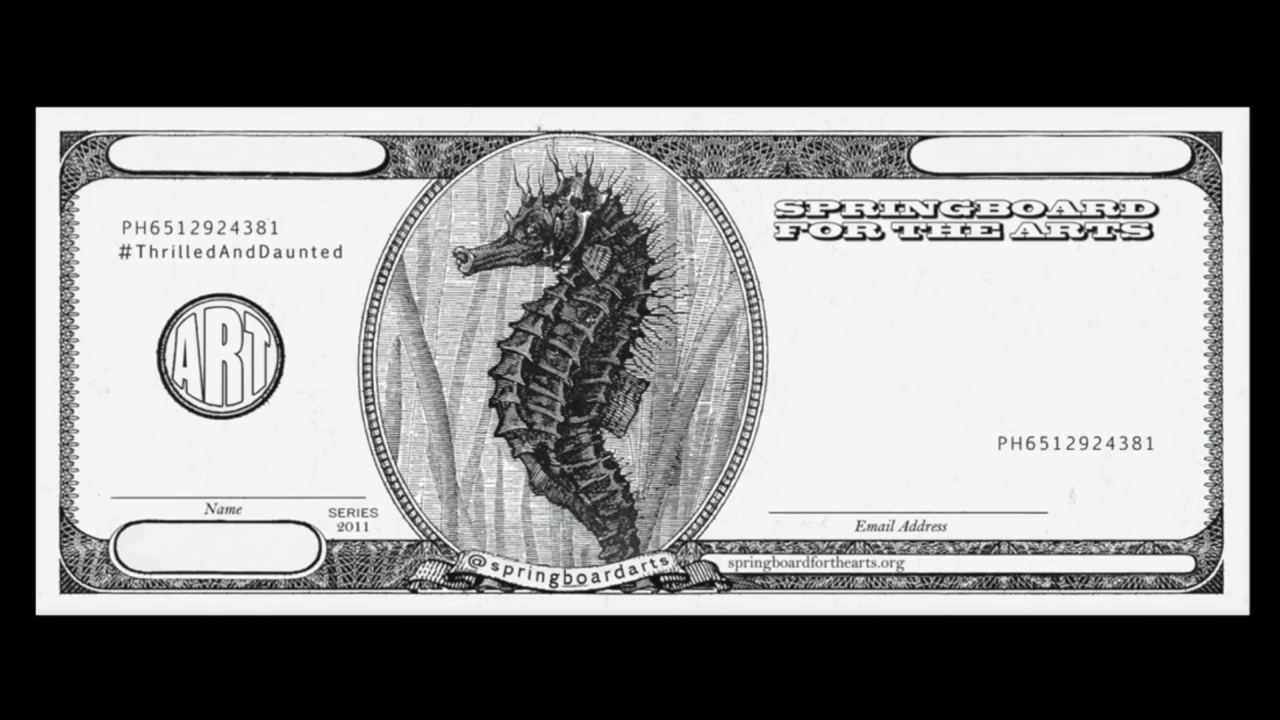 PH6512924381
#ThrilledAndDaunted
ART
SPRINGBOARD
FOR THE ARTS
PH6512924381
Name
SERIES
2011
Email Address
@springboardarts
springboardforthearts.org